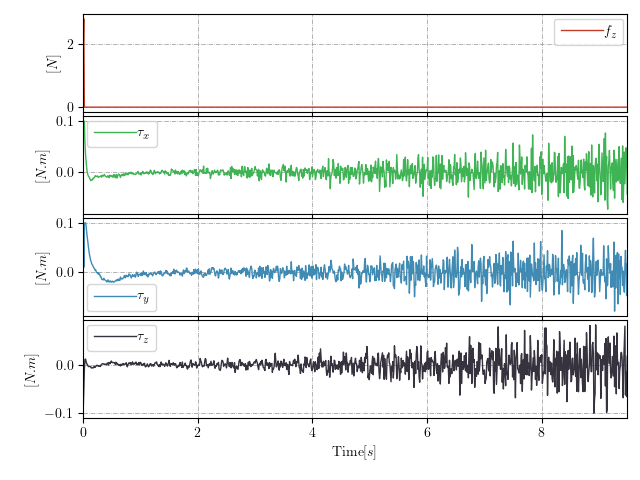 2
0
[N]
f_z
0.1
0.0
[N.m]
τ_x
0.1
0.0
[N.m]
τ_y
0.0
−0.1
[N.m]
τ_z
0 2 4 6 8
Time[s]